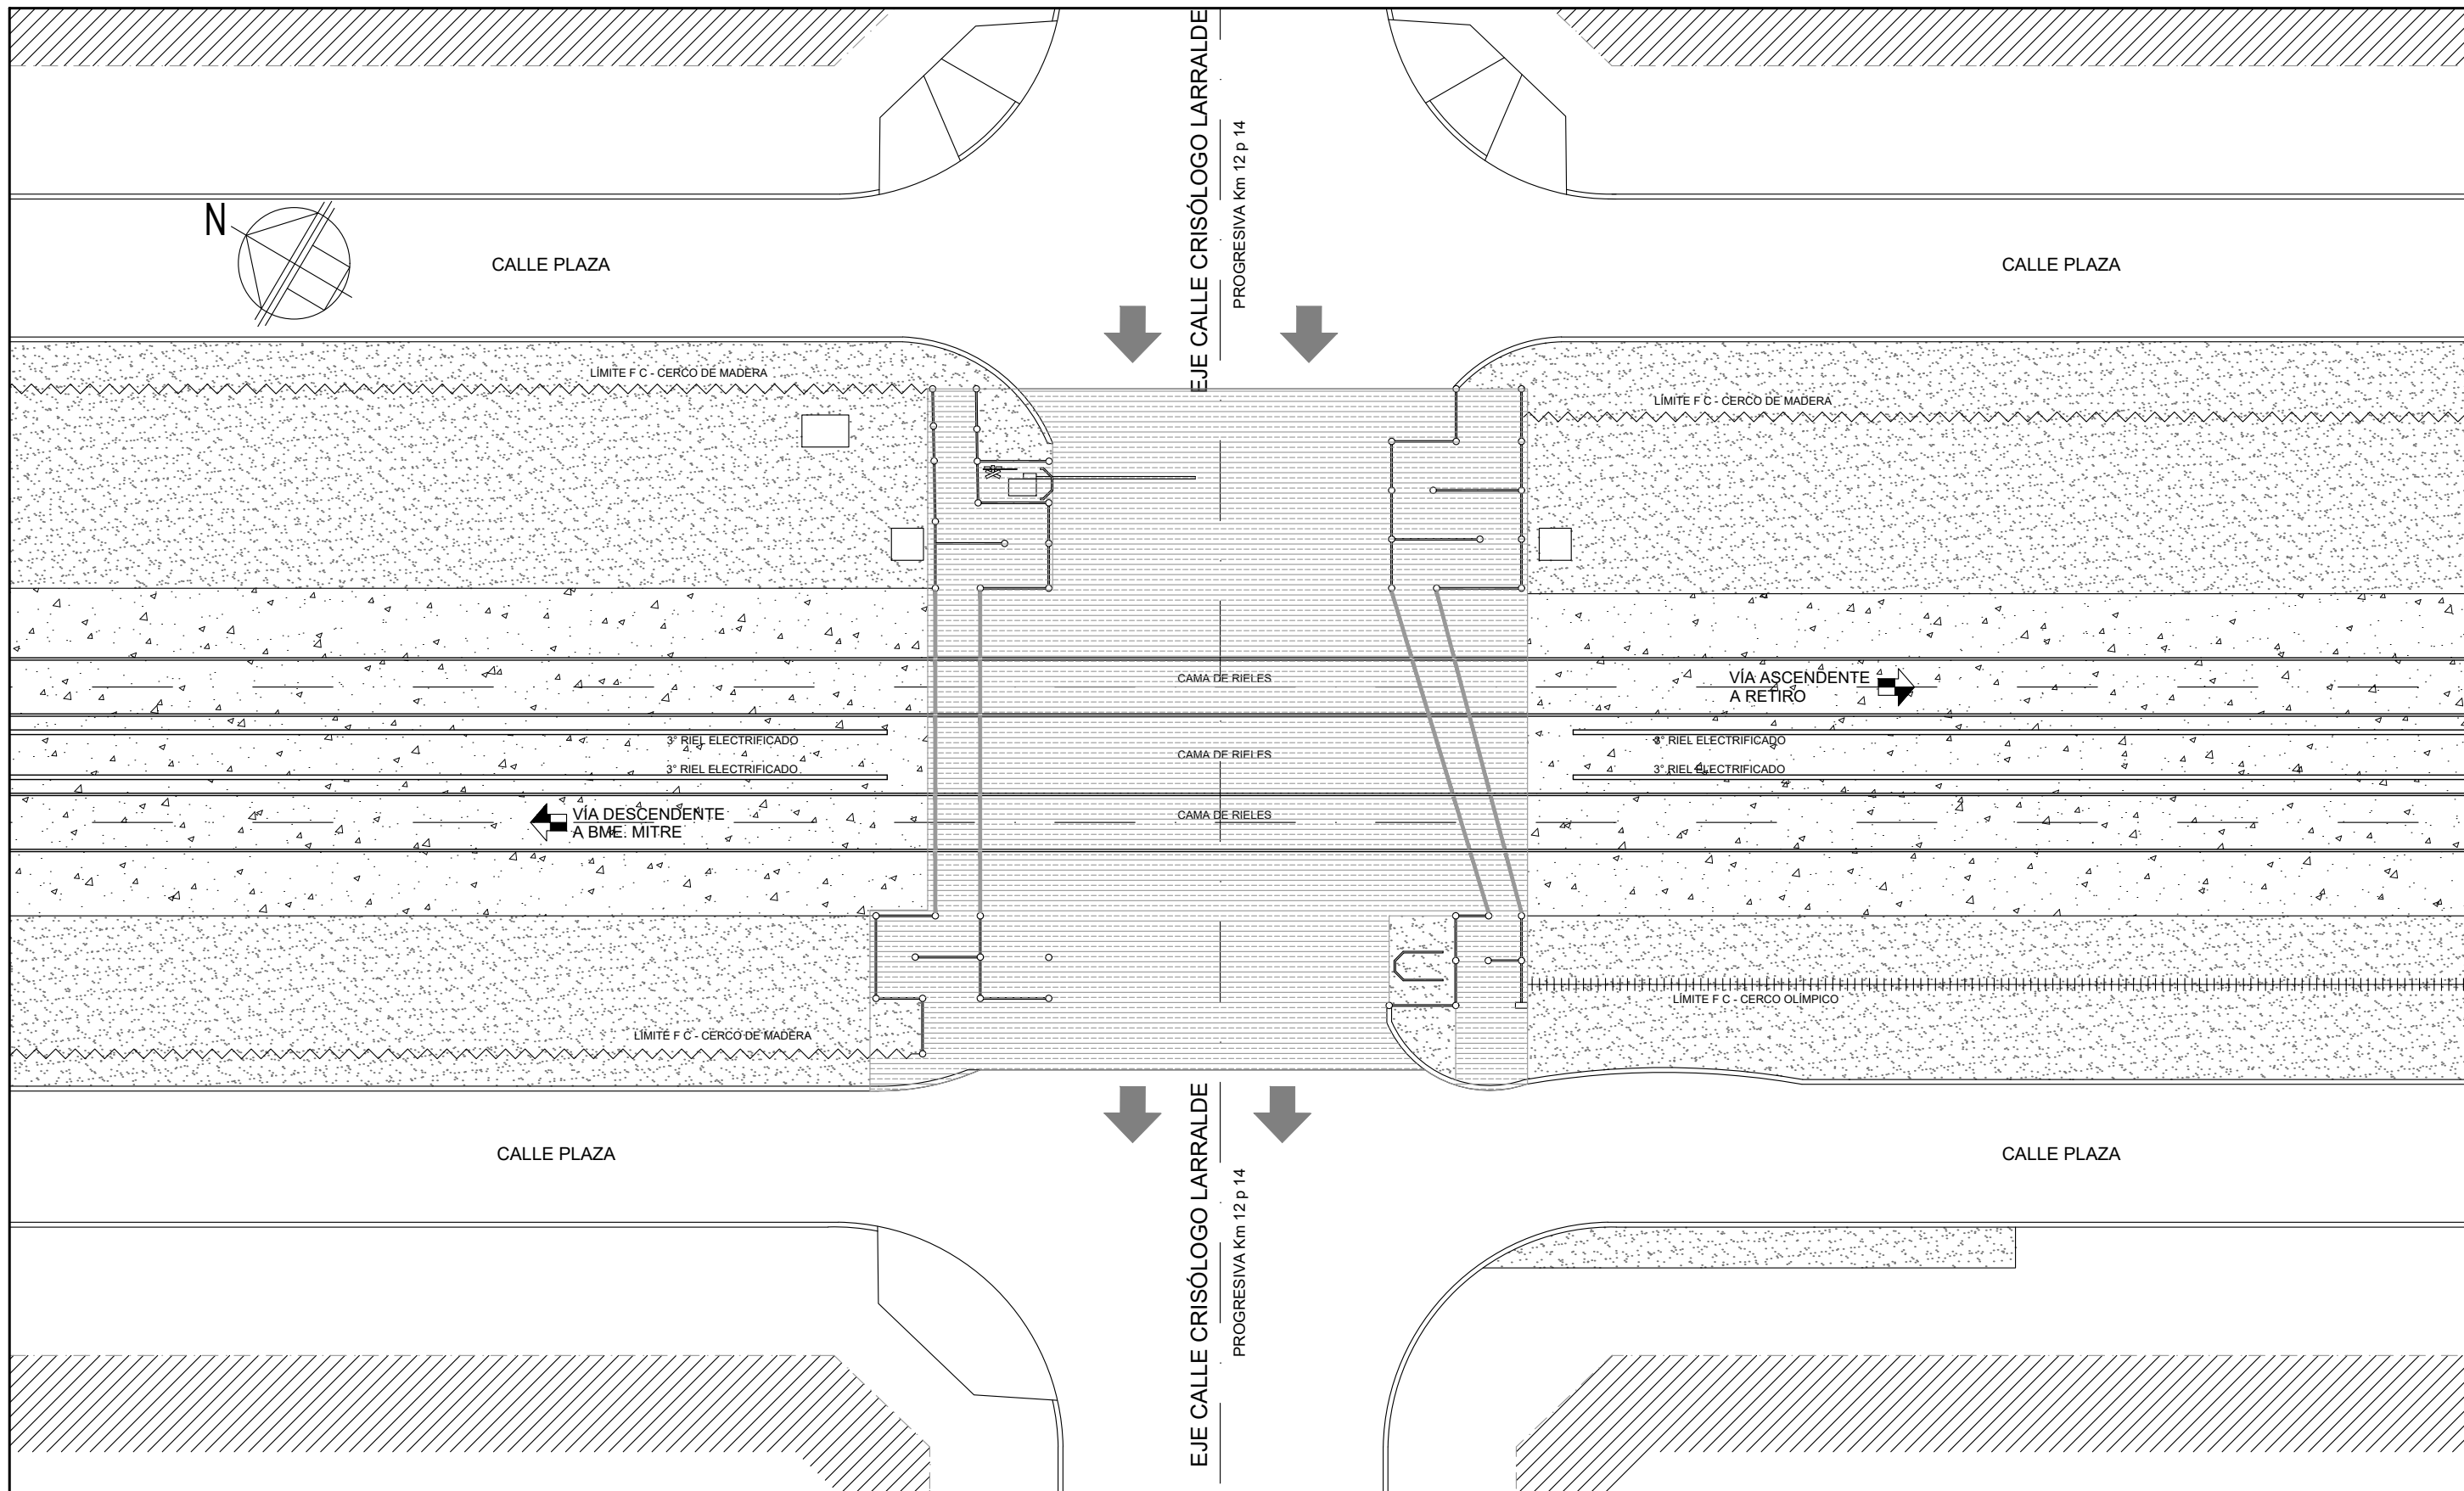 EJE CALLE CRISÓLOGO LARRALDE
PROGRESIVA Km 12 p 14
N
CALLE PLAZA
CALLE PLAZA
LÍMITE F C - CERCO DE MADERA
LÍMITE F C - CERCO DE MADERA
CAMA DE RIELES
VÍA ASCENDENTE
A RETIRO
3° RIEL ELECTRIFICADO
3° RIEL ELECTRIFICADO
CAMA DE RIELES
3° RIEL ELECTRIFICADO
3° RIEL ELECTRIFICADO
VÍA DESCENDENTE
A BME. MITRE
CAMA DE RIELES
LÍMITE F C - CERCO OLÍMPICO
LÍMITE F C - CERCO DE MADERA
EJE CALLE CRISÓLOGO LARRALDE
PROGRESIVA Km 12 p 14
CALLE PLAZA
CALLE PLAZA